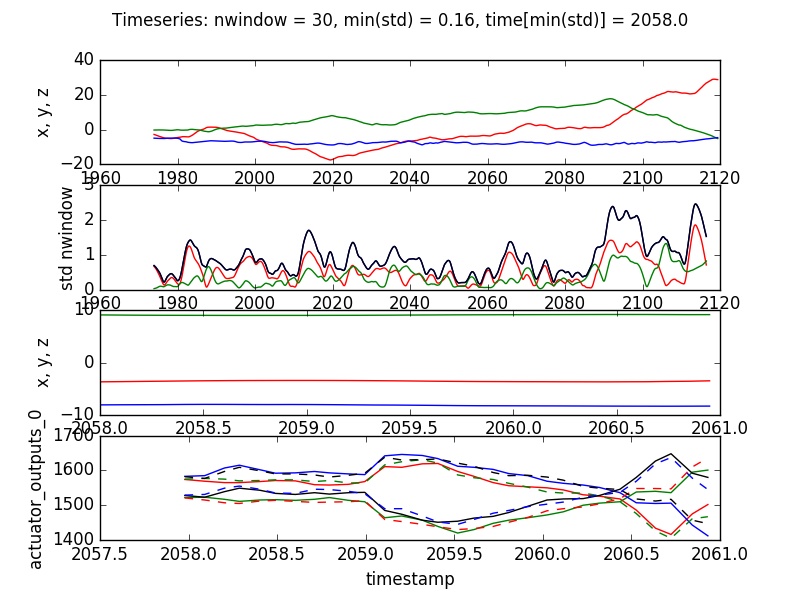 Timeseries: nwindow = 30, min(std) = 0.16, time[min(std)] = 2058.0
x, y, z
40
20
0
−20
1960 1980 2000 2020 2040 2060 2080 2100 2120
std nwindow
3
2
1
0
1960 1980 2000 2020 2040 2060 2080 2100 2120
x, y, z
10
0
−10
2058.0 2058.5 2059.0 2059.5 2060.0 2060.5 2061.0
actuator_outputs_0
1700
1600
1500
1400
2057.5 2058.0 2058.5 2059.0 2059.5 2060.0 2060.5 2061.0
timestamp